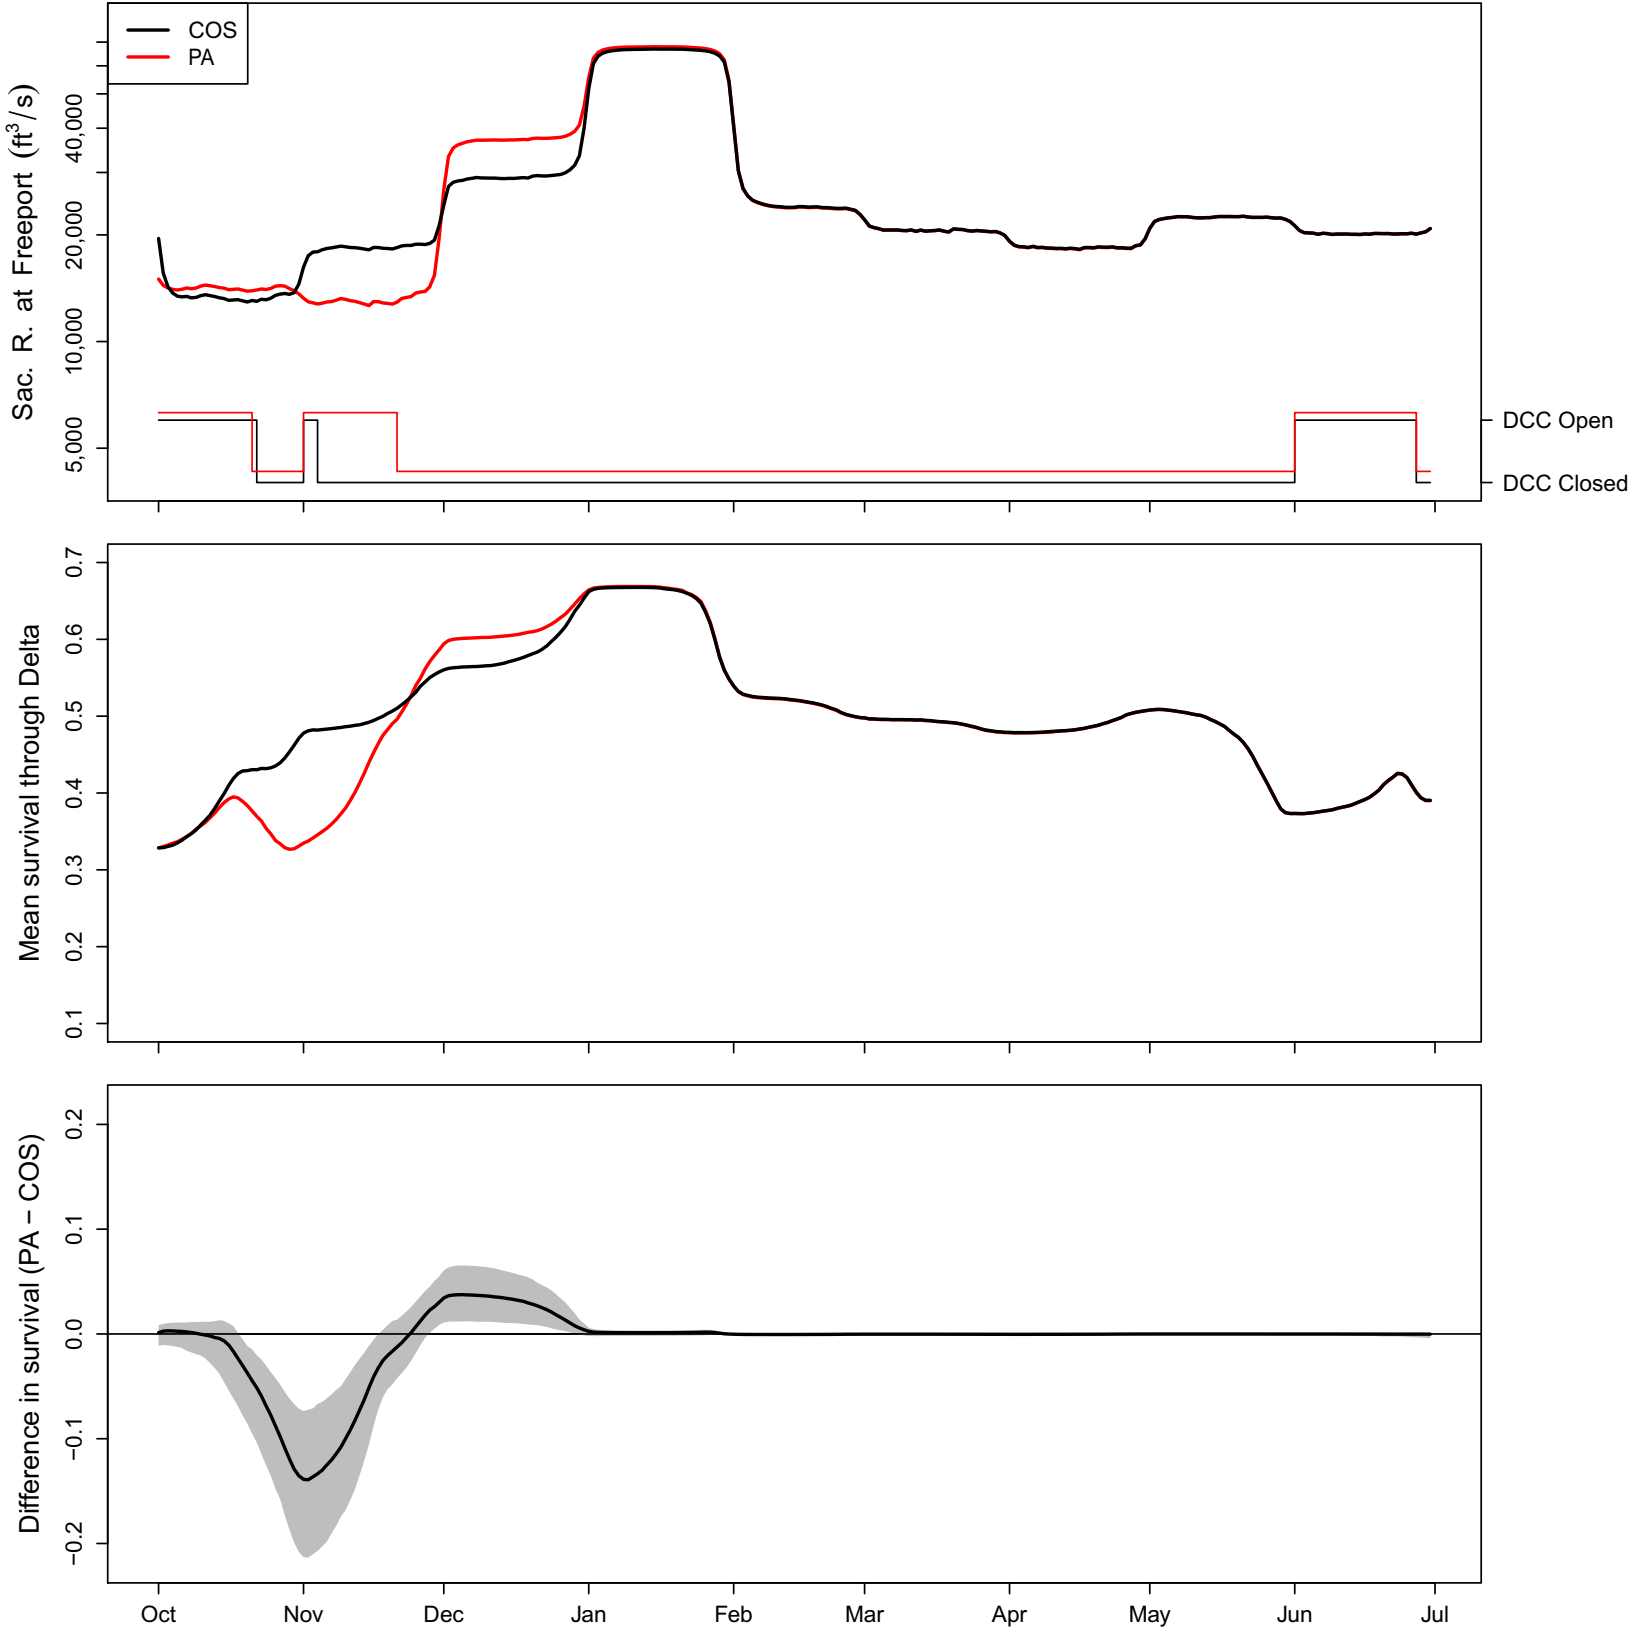 COS
PA
Sac. R. at Freeport (ft³/s)
40,000
20,000
10,000
5,000
DCC Open
DCC Closed
Mean survival through Delta
0.7
0.6
0.5
0.4
0.3
0.2
0.1
Difference in survival (PA − COS)
0.2
0.1
0.0
−0.1
−0.2
Oct Nov Dec Jan Feb Mar Apr May Jun Jul